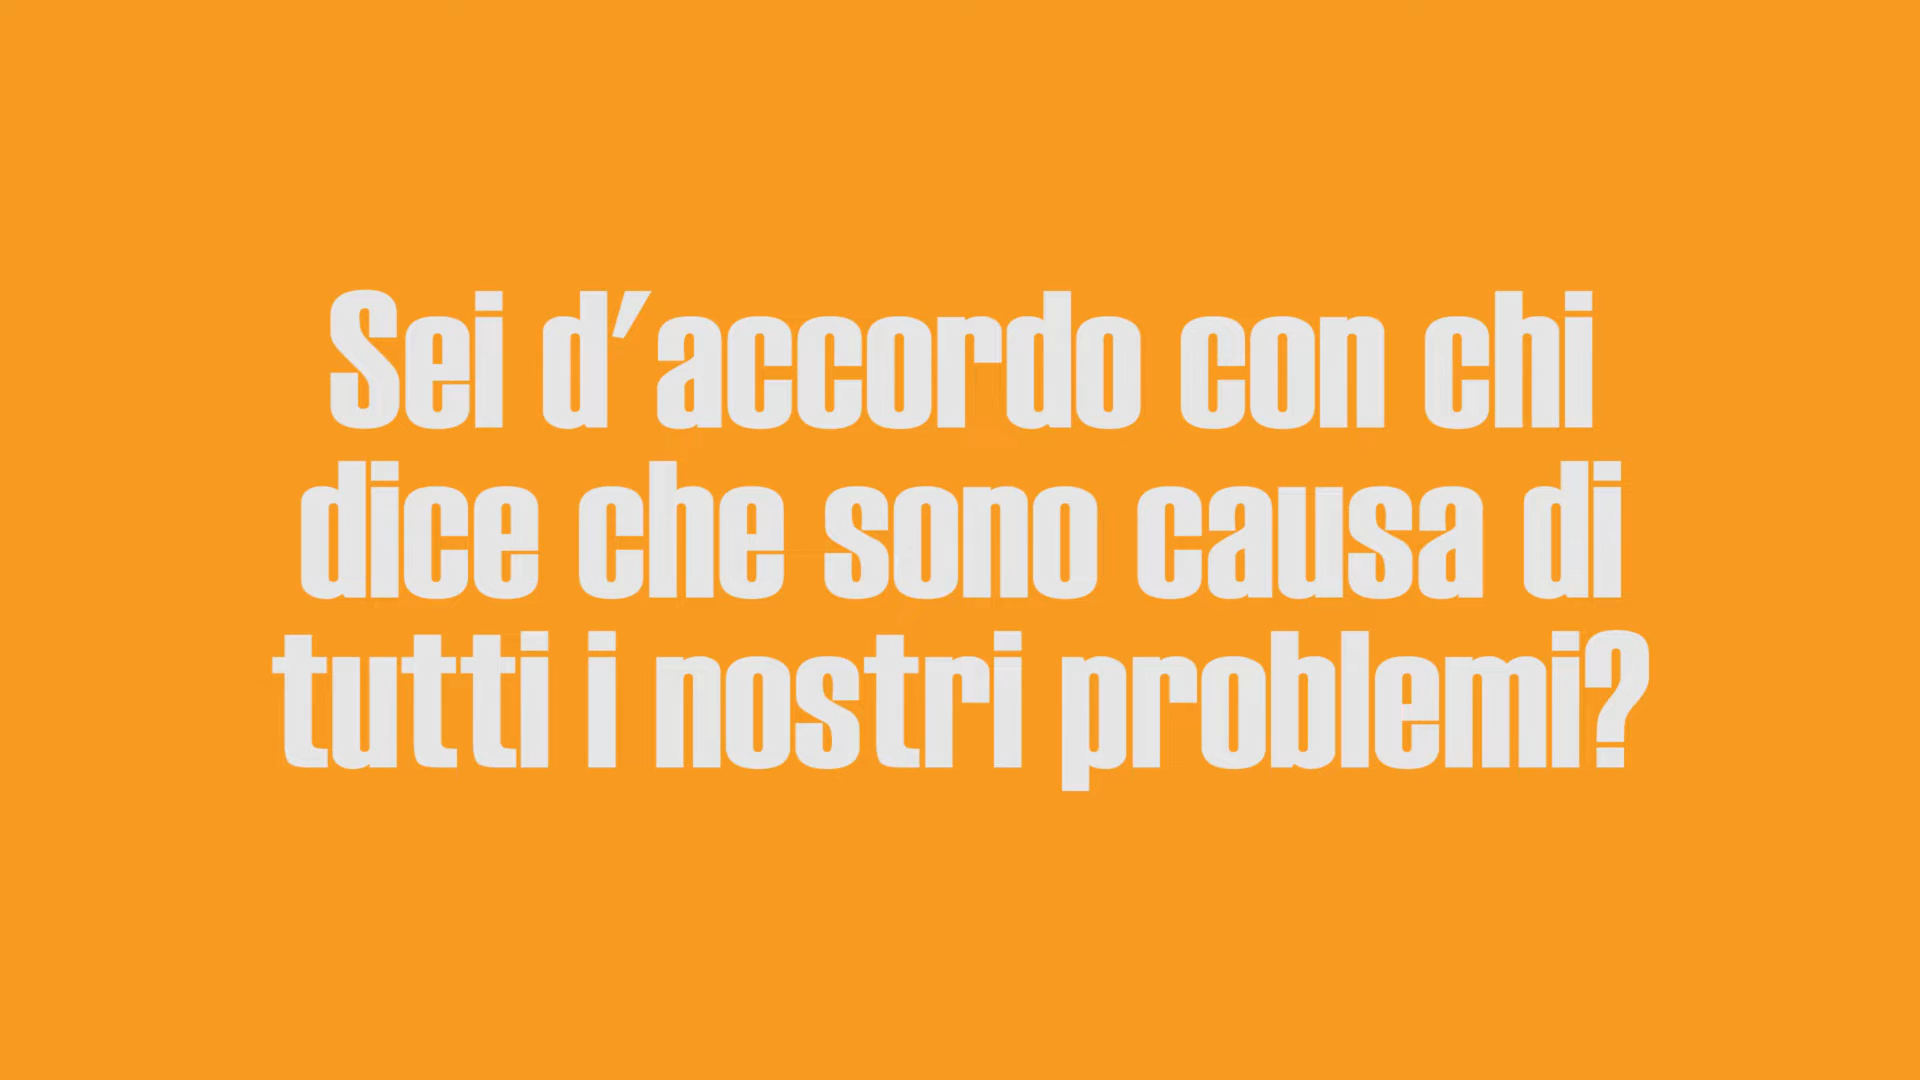 Sei d'accordo con chi
dice che sono causa di
tutti i nostri problemi?